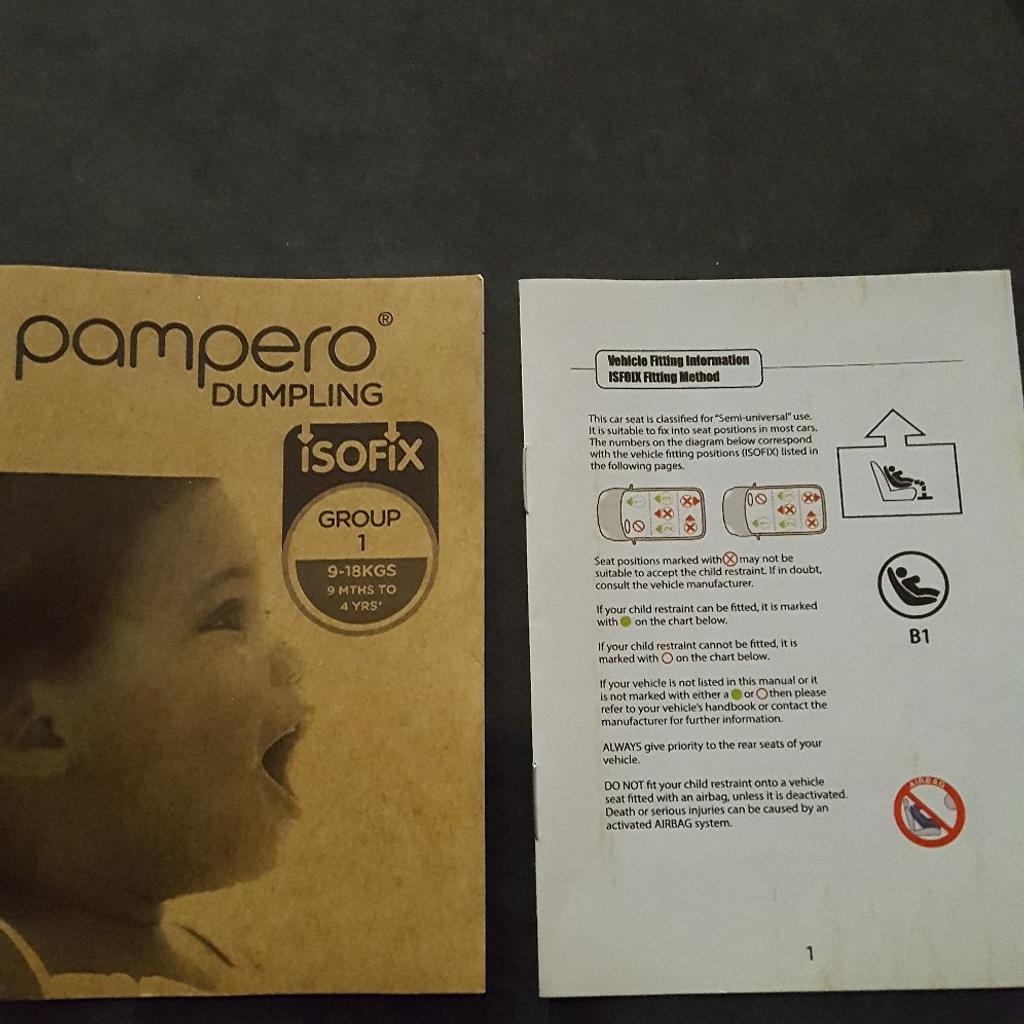 pampero®
DUMPLING
iSOFiX
GROUP
1
9-18KGS
9 MTHS TO
4 YRS*
Vehicle Fitting Information
ISFOIX Fitting Method
This car seat is classified for "Semi-universal" use.
It is suitable to fix into seat positions in most cars.
The numbers on the diagram below correspond
with the vehicle fitting positions (ISOFIX) listed in
the following pages.
1
2
3
1
2
3
Seat positions marked with may not be
suitable to accept the child restraint. If in doubt,
consult the vehicle manufacturer.
If your child restraint can be fitted, it is marked
with on the chart below.
If your child restraint cannot be fitted, it is
marked with on the chart below.
If your vehicle is not listed in this manual or it
is not marked with either a or then please
refer to your vehicle's handbook or contact the
manufacturer for further information.
ALWAYS give priority to the rear seats of your
vehicle.
DO NOT fit your child restraint onto a vehicle
seat fitted with an airbag, unless it is deactivated.
Death or serious injuries can be caused by an
activated AIRBAG system.
B1
AIRBAG
1